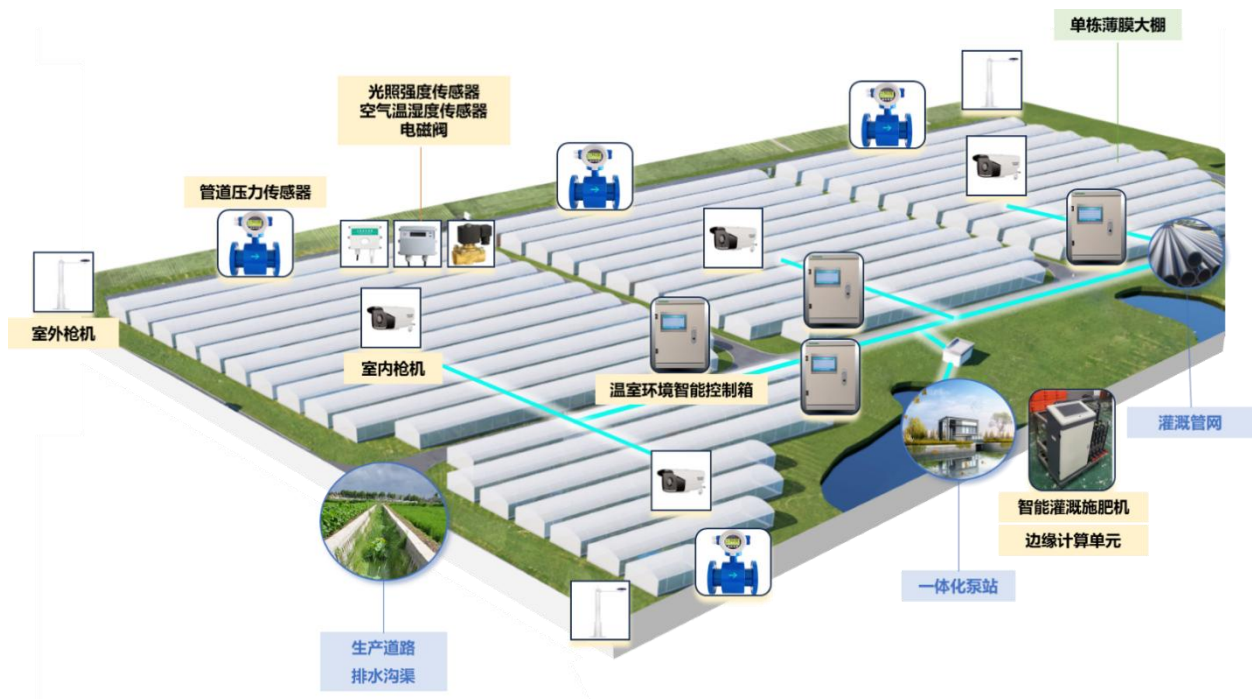 单栋薄膜大棚
光照强度传感器
空气温湿度传感器
电磁阀
管道压力传感器
室外枪机
室内枪机
温室环境智能控制箱
灌溉管网
智能灌溉施肥机
边缘计算单元
一体化泵站
生产道路
排水沟渠